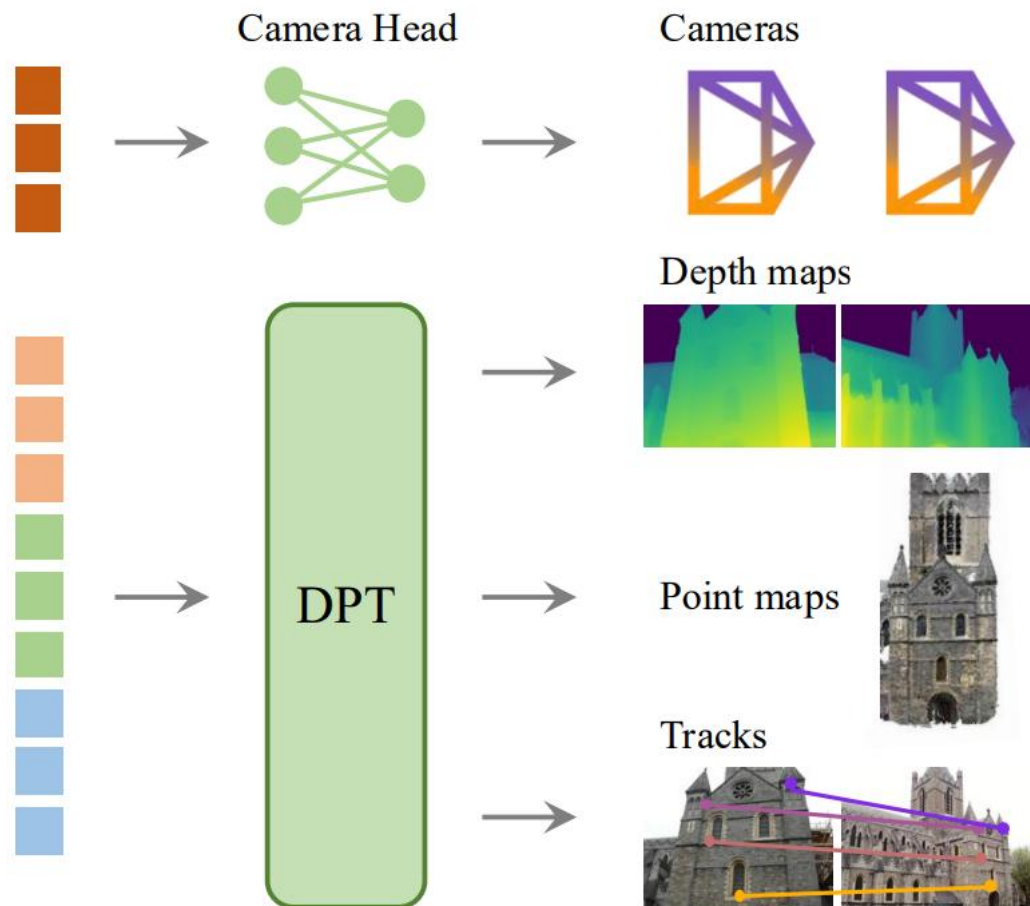 Camera Head
Cameras
Depth maps
DPT
Point maps
Tracks